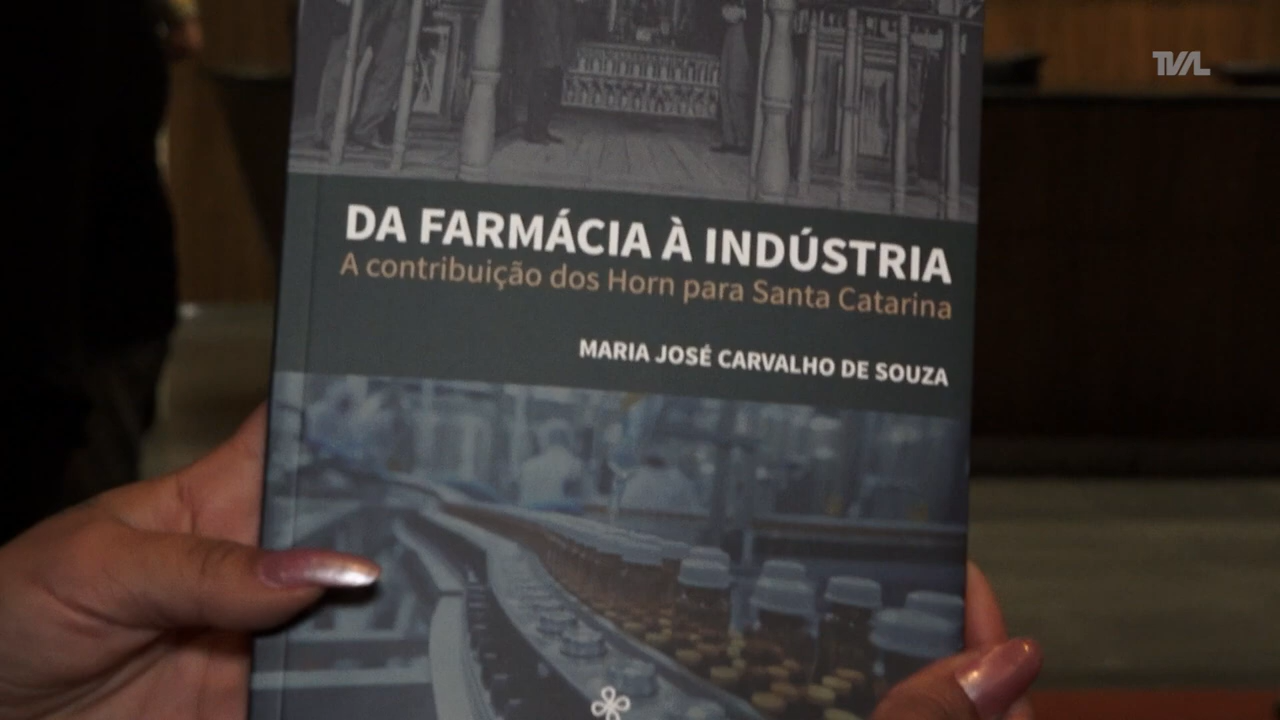 TVAL
DA FARMÁCIA À INDÚSTRIA
A contribuição dos Horn para Santa Catarina
MARIA JOSÉ CARVALHO DE SOUZA